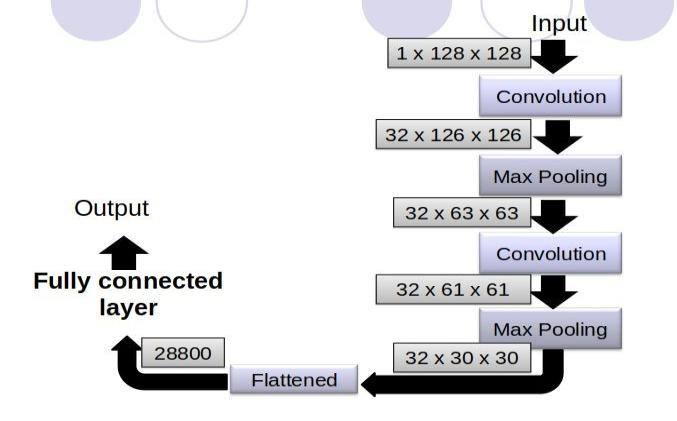 Input
1 x 128 x 128
Convolution
32 x 126 x 126
Max Pooling
32 x 63 x 63
Convolution
32 x 61 x 61
Max Pooling
32 x 30 x 30
Flattened
28800
Fully connected
layer
Output